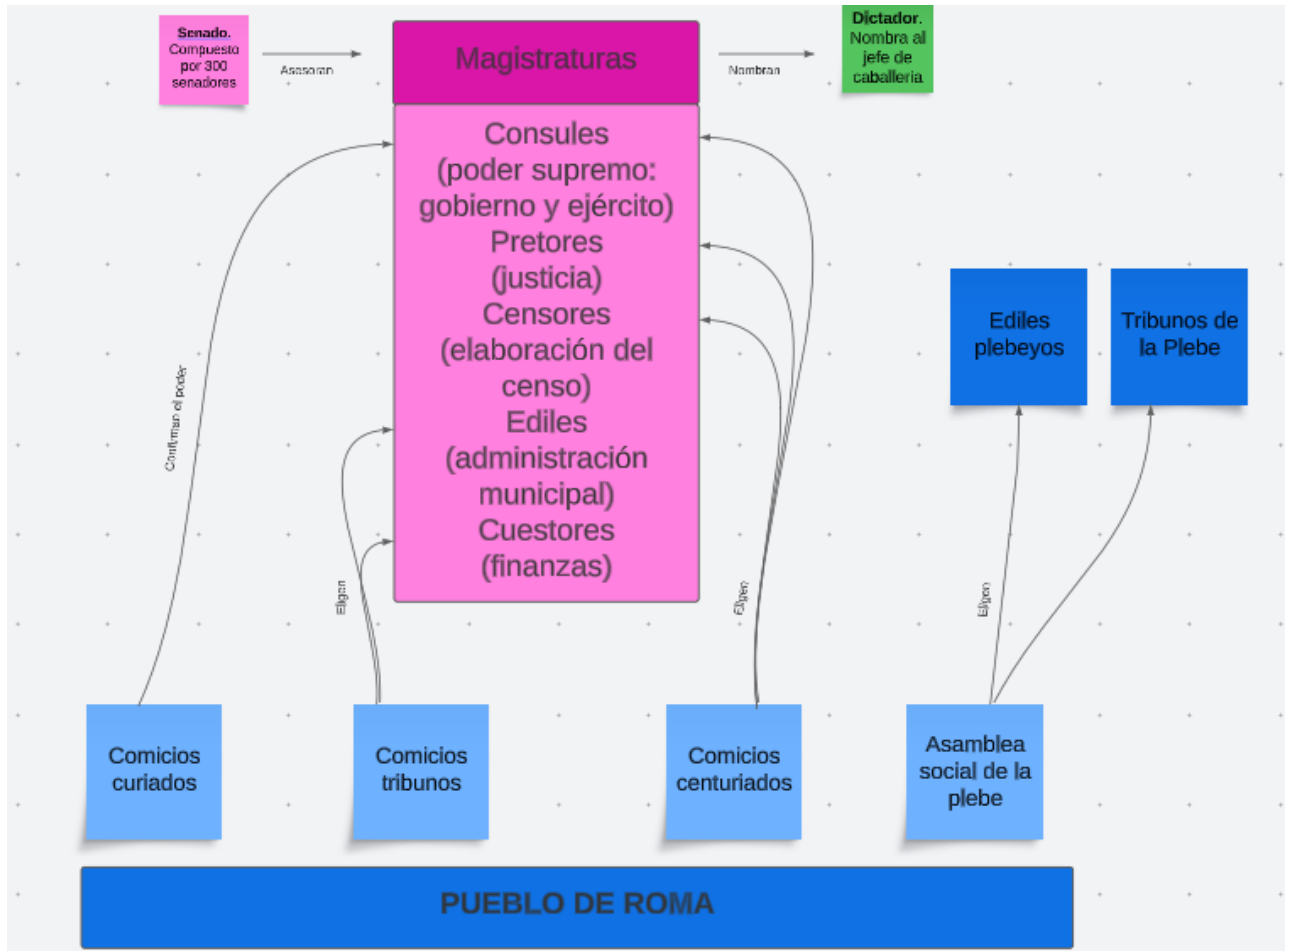 Senado.
Compuesto
por 300
senadores
Asesoran
Magistraturas
Nombran
Dictador.
Nombra al
jefe de
caballeria
Consules
(poder supremo:
gobierno y ejército)
Pretores
(justicia)
Censores
(elaboración del
censo)
Ediles
(administración
municipal)
Cuestores
(finanzas)
Confirman el poder
Eligen
Eligen
Eligen
Ediles
plebeyos
Tribunos de
la Plebe
Comicios
curiados
Comicios
tribunos
Comicios
centuriados
Asamblea
social de la
plebe
PUEBLO DE ROMA